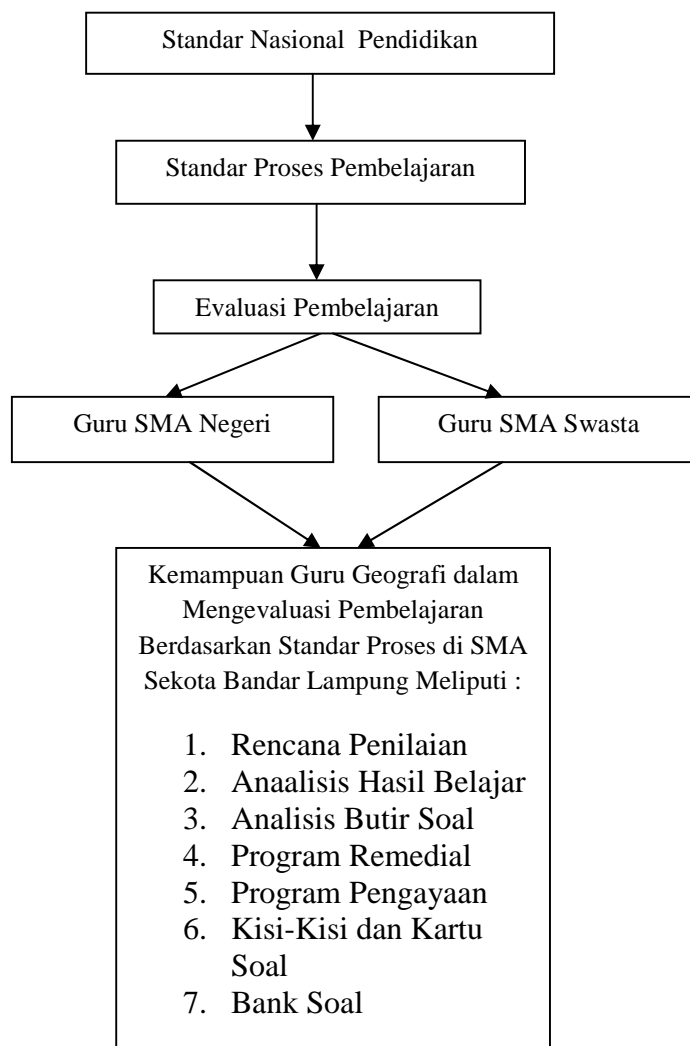 Standar Nasional Pendidikan
Standar Proses Pembelajaran
Evaluasi Pembelajaran
Guru SMA Negeri
Guru SMA Swasta
Kemampuan Guru Geografi dalam
Mengevaluasi Pembelajaran
Berdasarkan Standar Proses di SMA
Sekota Bandar Lampung Meliputi :
1. Rencana Penilaian
2. Anaalisis Hasil Belajar
3. Analisis Butir Soal
4. Program Remedial
5. Program Pengayaan
6. Kisi-Kisi dan Kartu
Soal
7. Bank Soal